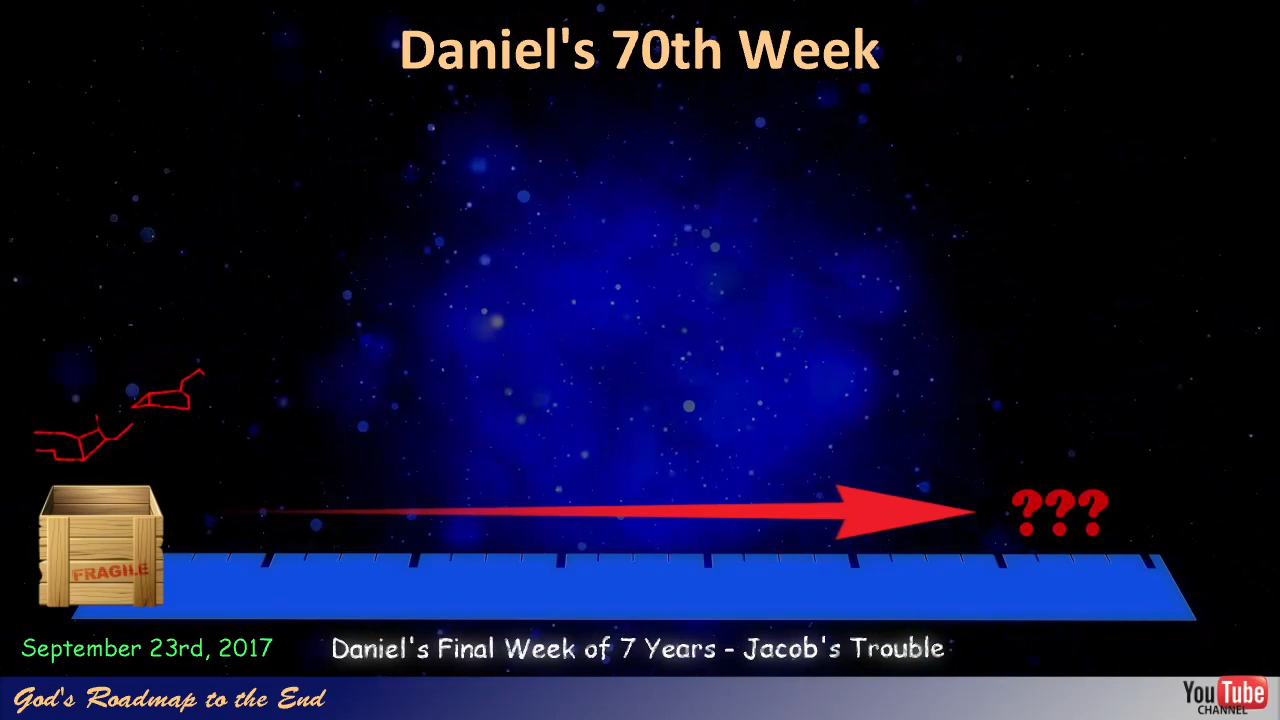 Daniel's 70th Week
???
FRAGILE
September 23rd, 2017
Daniel's Final Week of 7 Years - Jacob's Trouble
God's Roadmap to the End
YouTube
CHANNEL